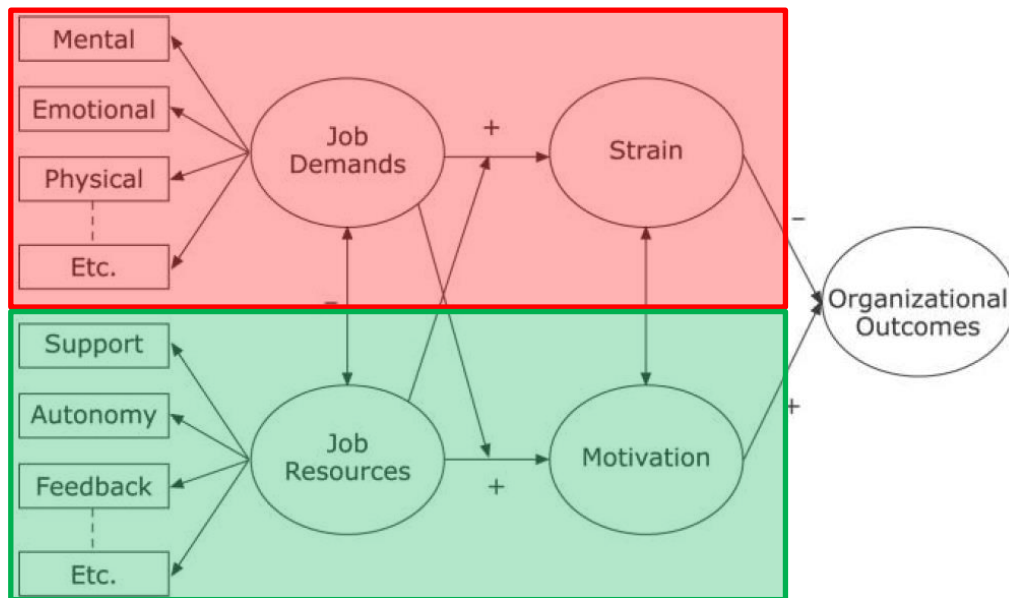 Mental
Emotional
Physical
Etc.
Job
Demands
+
Strain
−
−
Organizational
Outcomes
Support
Autonomy
Feedback
Etc.
Job
Resources
+
Motivation
+